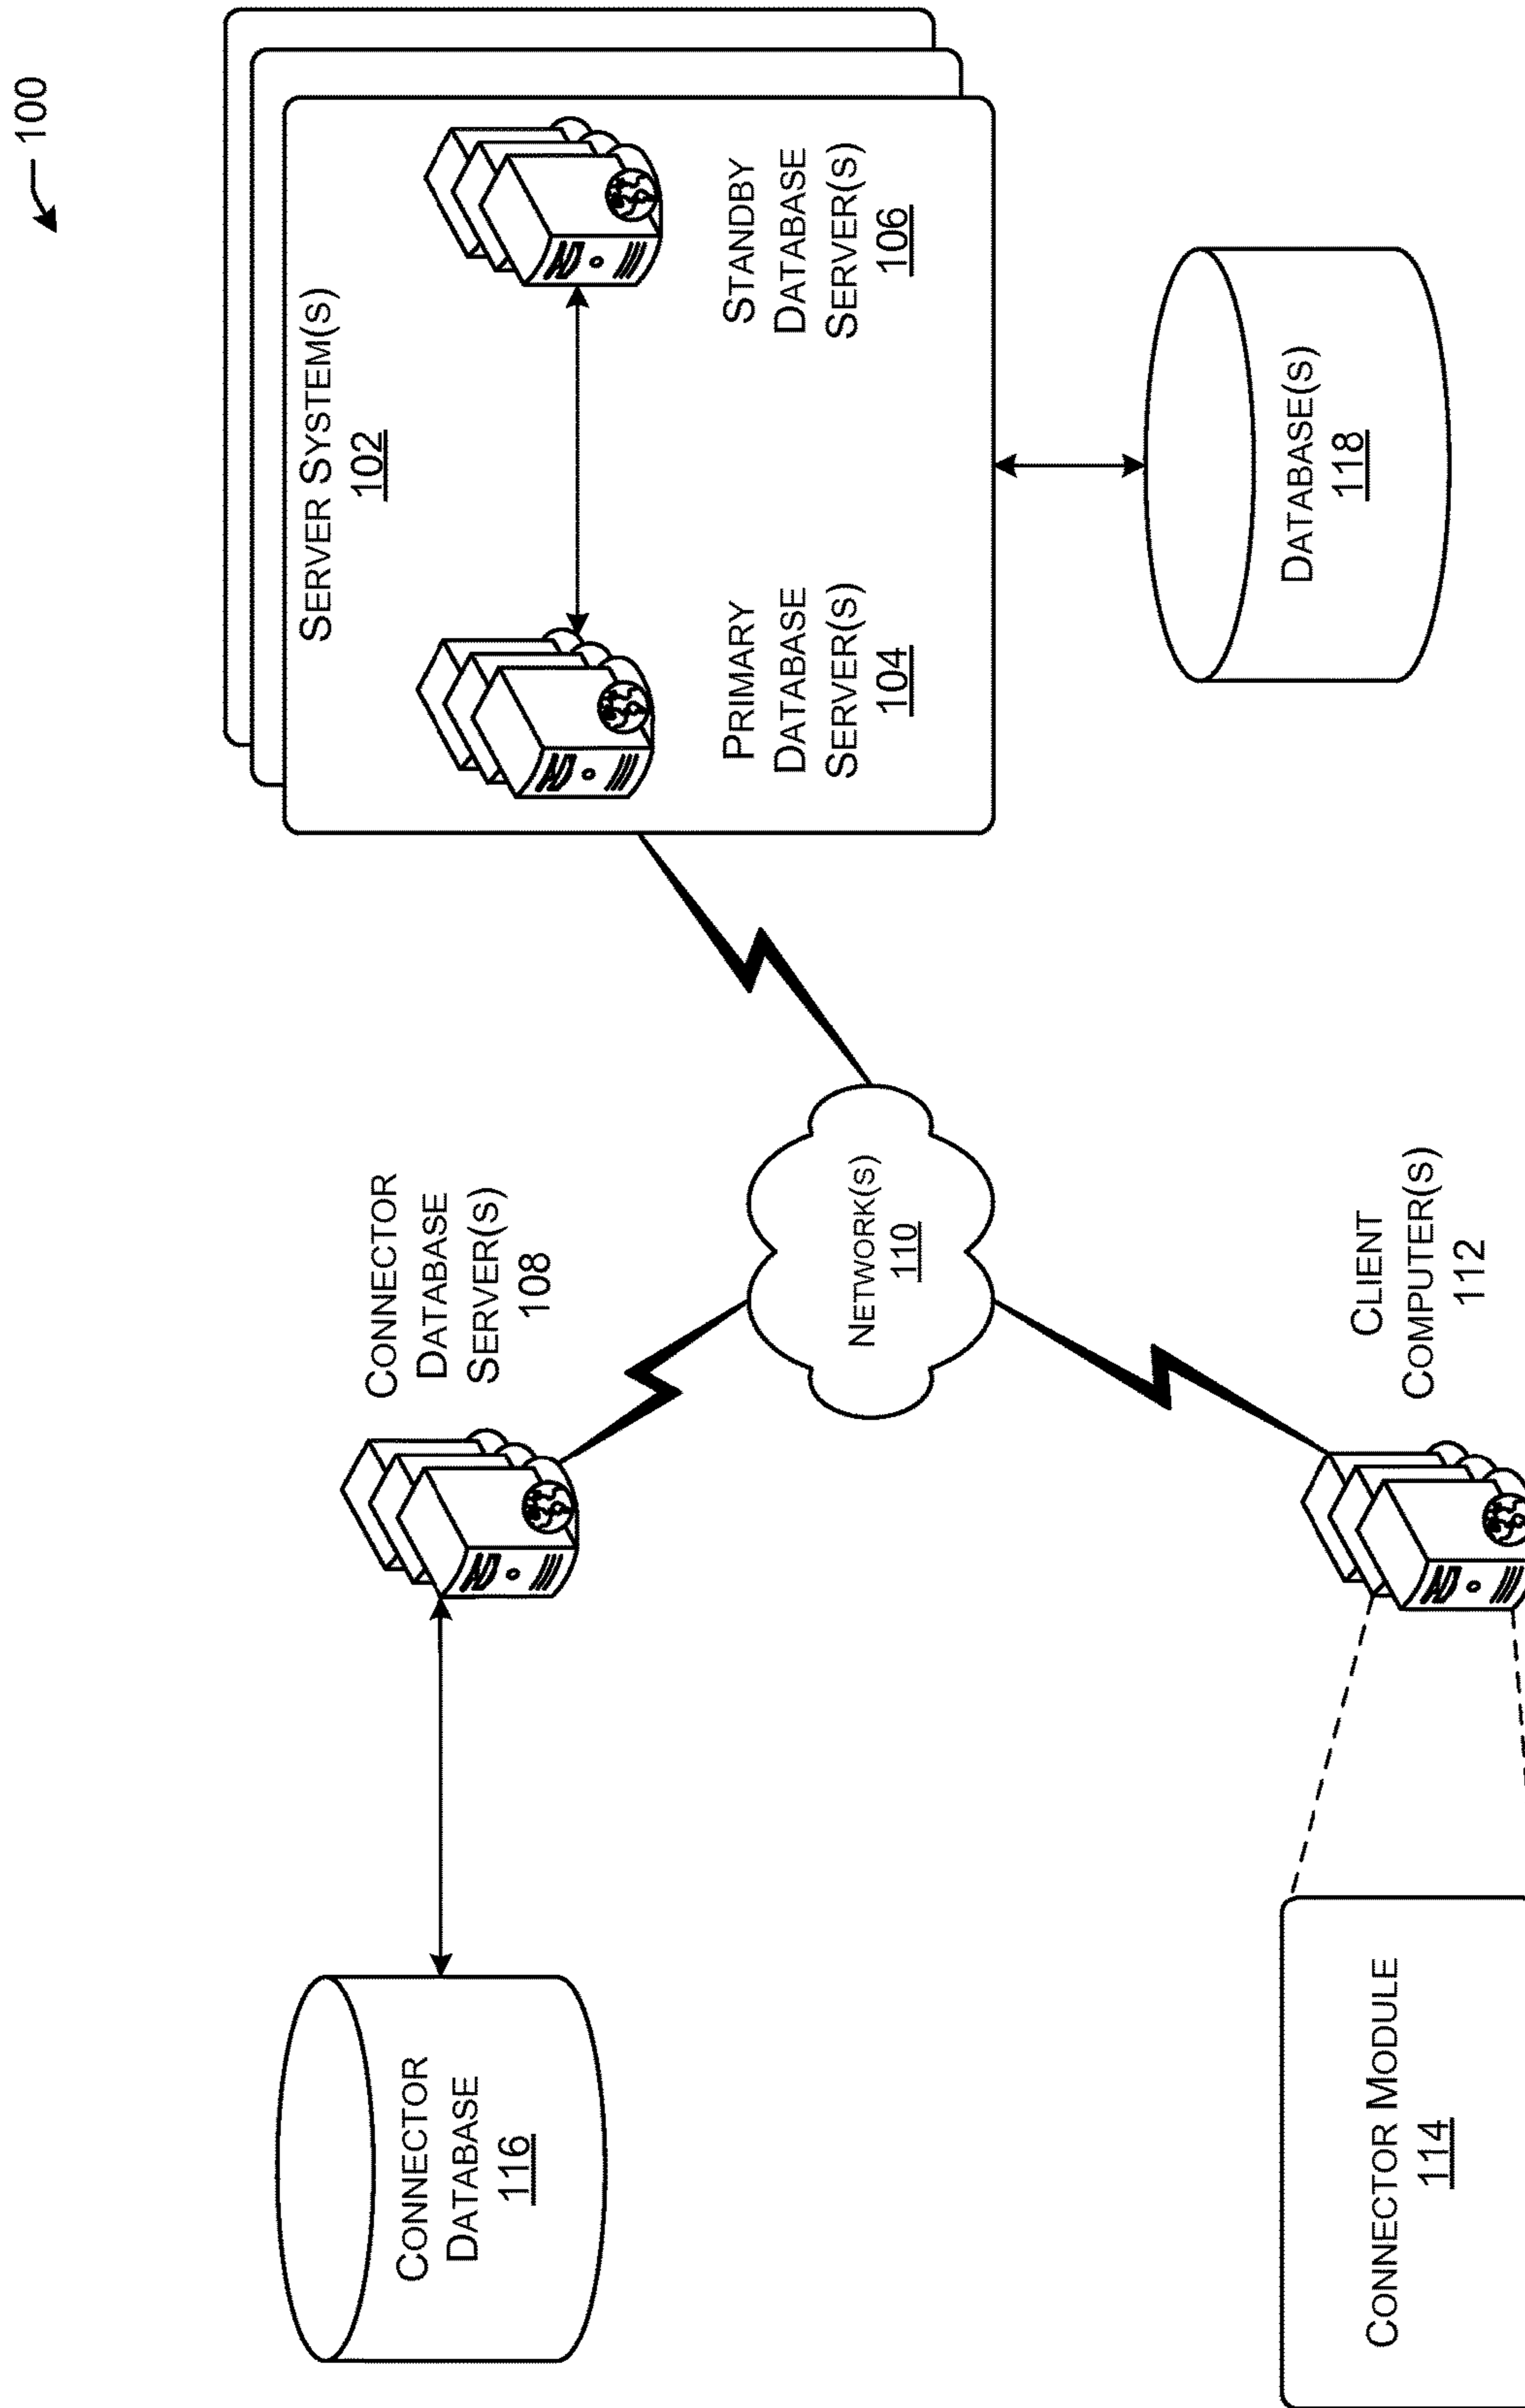 100
CONNECTOR
DATABASE
116
CONNECTOR
DATABASE
SERVER(S)
108
SERVER SYSTEM(S)
102
PRIMARY
DATABASE
SERVER(S)
104
STANDBY
DATABASE
SERVER(S)
106
NETWORK(S)
110
CONNECTOR MODULE
114
CLIENT
COMPUTER(S)
112
DATABASE(S)
118